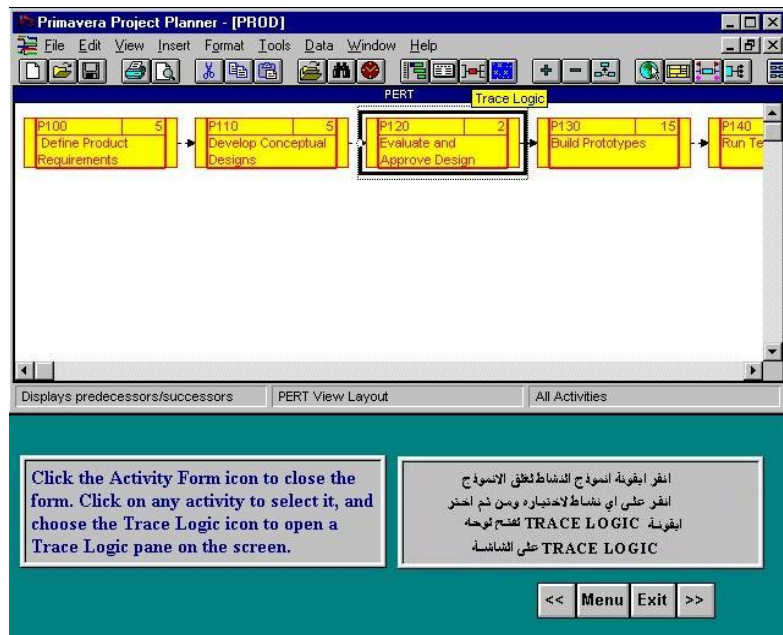 Primavera Project Planner - [PROD]
File Edit View Insert Format Tools Data Window Help
PERT
Trace Logic
P100 5
Define Product
Requirements
P110 5
Develop Conceptual
Designs
P120 2
Evaluate and
Approve Design
P130 15
Build Prototypes
P140
Run Te
Displays predecessors/successors PERT View Layout All Activities
Click the Activity Form icon to close the
form. Click on any activity to select it, and
choose the Trace Logic icon to open a
Trace Logic pane on the screen.
انقر ايقونة انموذج النشاط لغلق الانموذج
انقر على اي نشاط لاختياره ومن ثم اختر
ايقونة TRACE LOGIC لفتح لوحه
TRACE LOGIC على الشاشة
<< Menu Exit >>